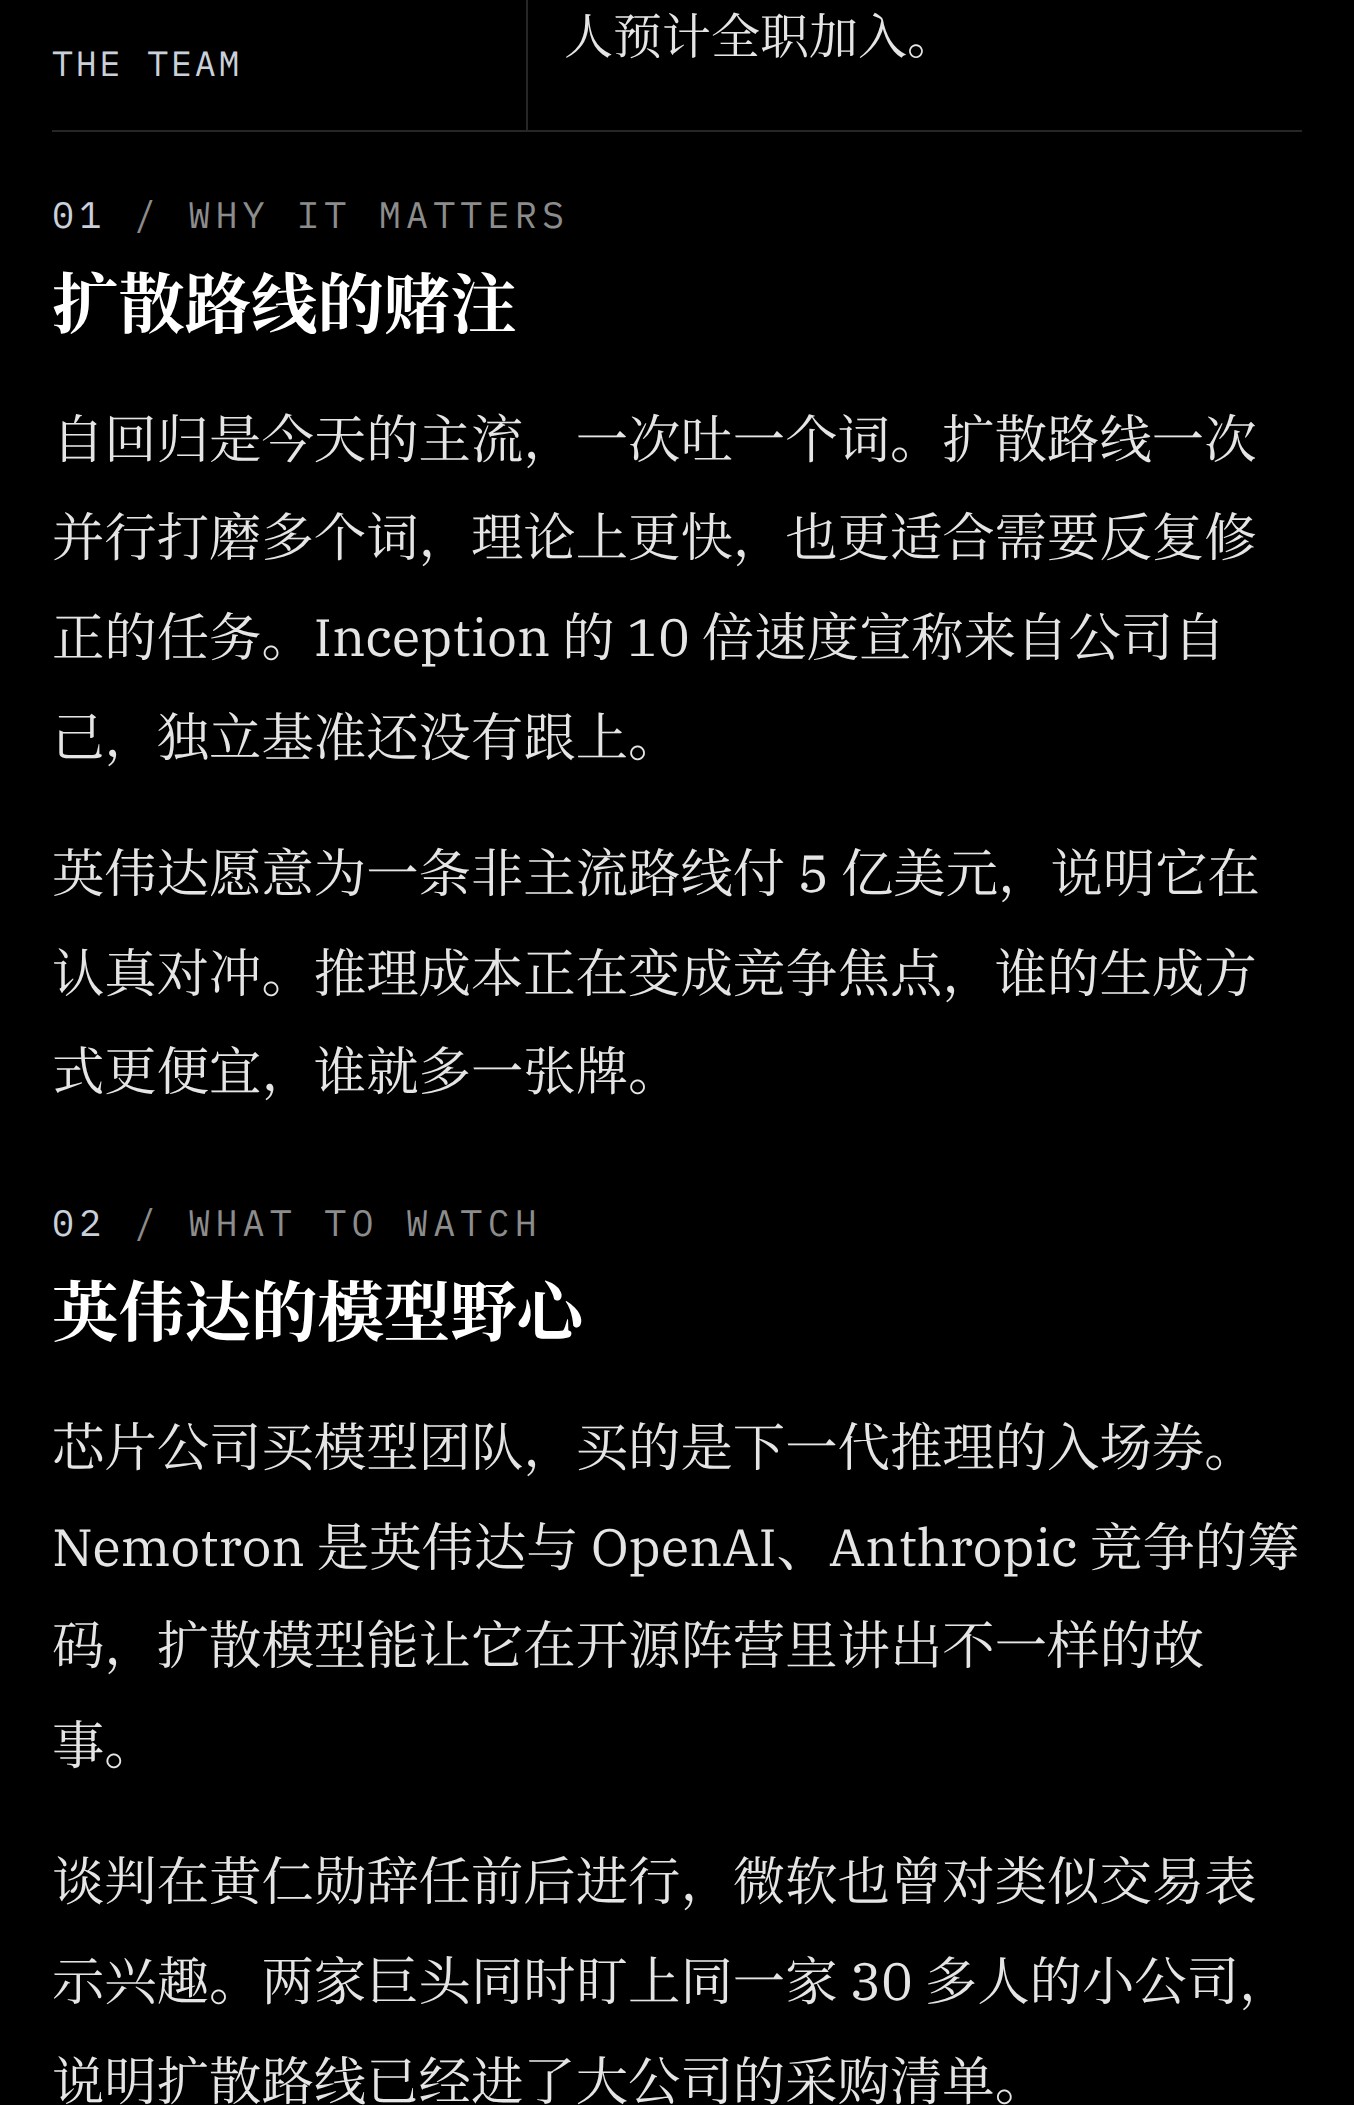 人预计全职加入。
THE TEAM
01 / WHY IT MATTERS
扩散路线的赌注
自回归是今天的主流，一次吐一个词。扩散路线一次
并行打磨多个词，理论上更快，也更适合需要反复修
正的任务。Inception 的 10 倍速度宣称来自公司自
己，独立基准还没有跟上。
英伟达愿意为一条非主流路线付 5 亿美元，说明它在
认真对冲。推理成本正在变成竞争焦点，谁的生成方
式更便宜，谁就多一张牌。
02 / WHAT TO WATCH
英伟达的模型野心
芯片公司买模型团队，买的是下一代推理的入场券。
Nemotron 是英伟达与 OpenAI、Anthropic 竞争的筹
码，扩散模型能让它在开源阵营里讲出不一样的故
事。
谈判在黄仁勋辞任前后进行，微软也曾对类似交易表
示兴趣。两家巨头同时盯上同一家 30 多人的小公司，
说明扩散路线已经进了大公司的采购清单。